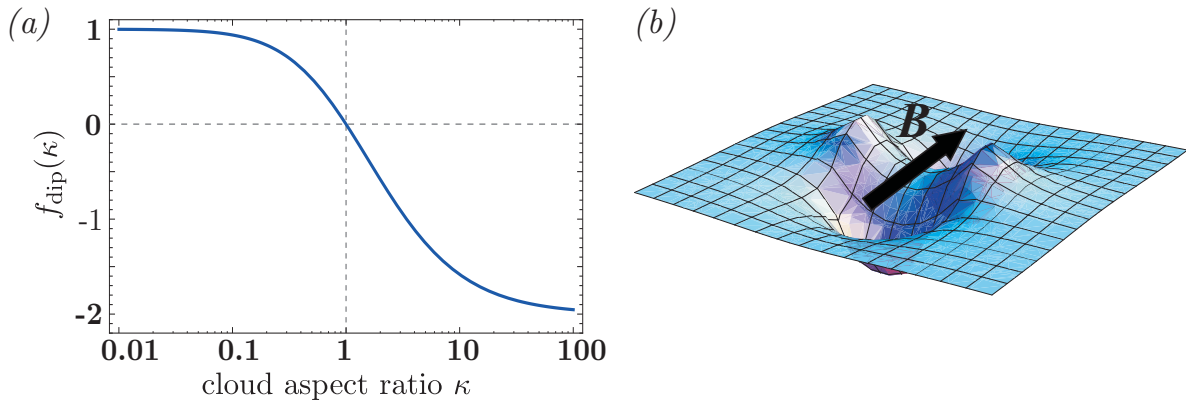 (a)
1
0
-1
-2
f_dip(κ)
0.01 0.1 1 10 100
cloud aspect ratio κ
(b)
B